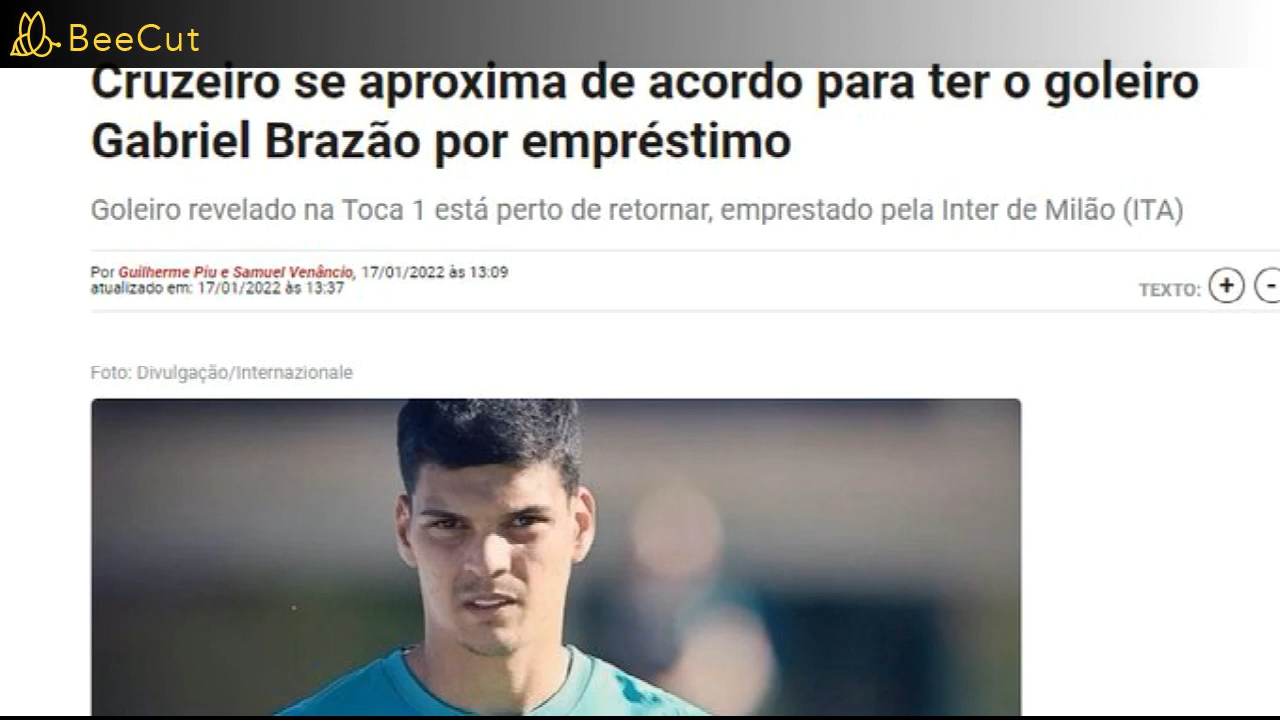 BeeCut
Cruzeiro se aproxima de acordo para ter o goleiro
Gabriel Brazão por empréstimo
Goleiro revelado na Toca 1 está perto de retornar, emprestado pela Inter de Milão (ITA)
Por Guilherme Piu e Samuel Venâncio, 17/01/2022 às 13:09
atualizado em: 17/01/2022 às 13:37
TEXTO: + -
Foto: Divulgação/Internazionale